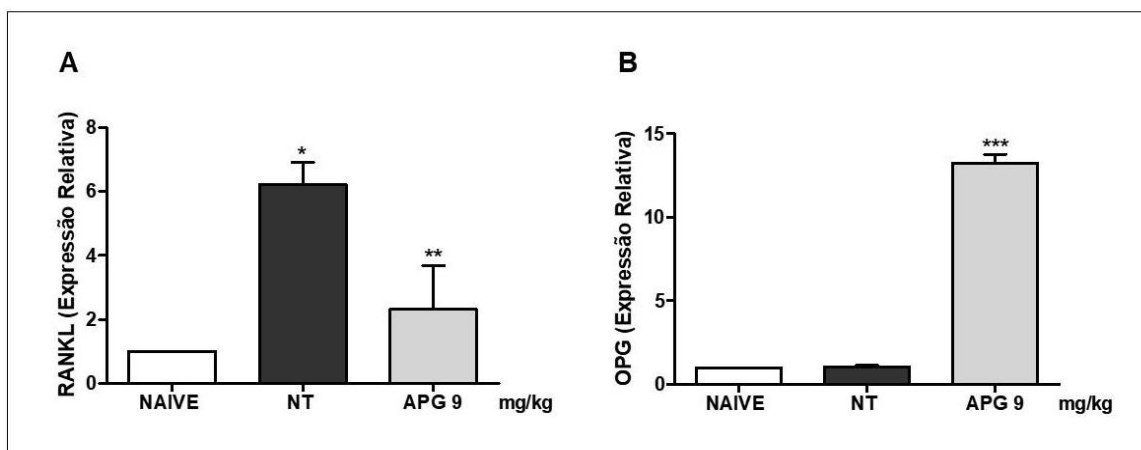 A
RANKL (Expressão Relativa)
8
6
4
2
0
*
**
NAIVE NT APG 9 mg/kg
B
OPG (Expressão Relativa)
15
10
5
0
***
NAIVE NT APG 9 mg/kg